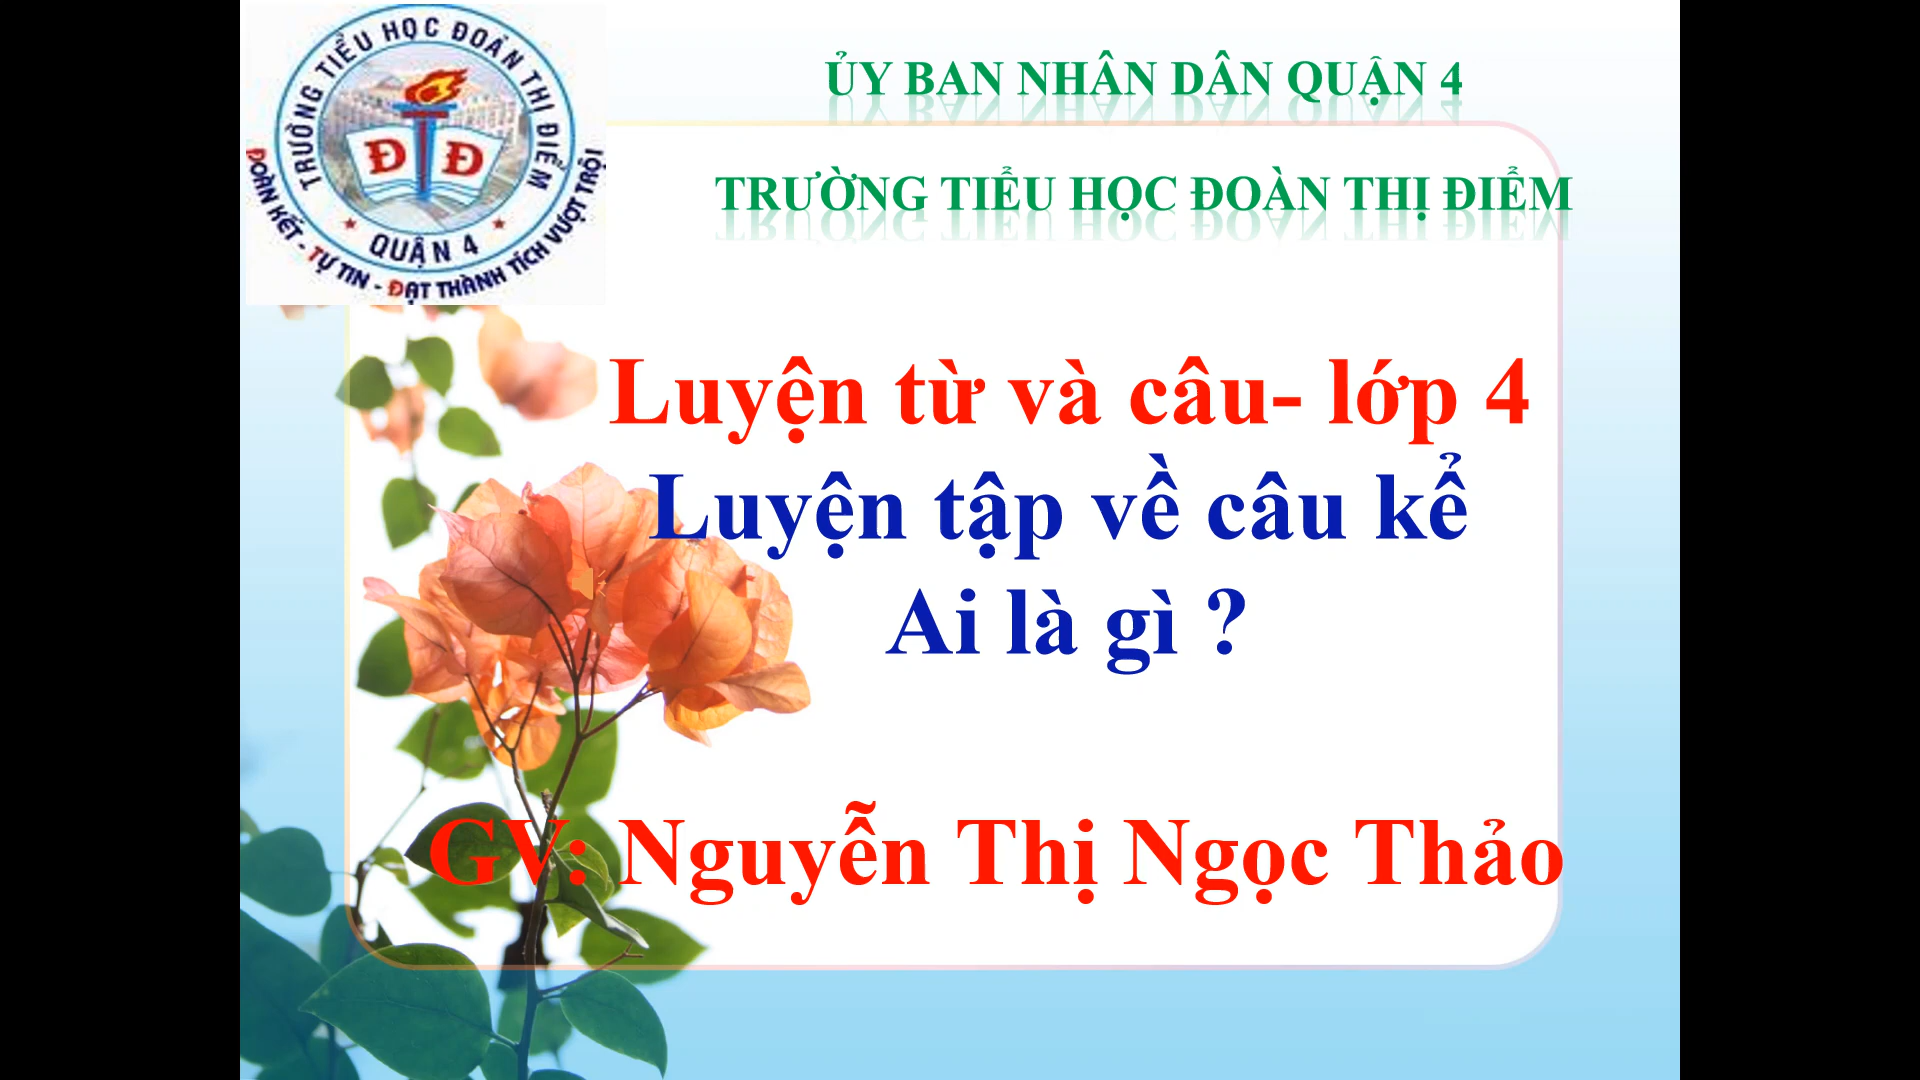 TRƯỜNG TIỂU HỌC ĐOÀN THỊ ĐIỂM
Đ Đ
QUẬN 4
ĐOÀN KẾT - TỰ TIN - ĐẠT THÀNH TÍCH VƯỢT TRỘI
ỦY BAN NHÂN DÂN QUẬN 4
TRƯỜNG TIỂU HỌC ĐOÀN THỊ ĐIỂM
Luyện từ và câu- lớp 4
Luyện tập về câu kể
Ai là gì ?
GV: Nguyễn Thị Ngọc Thảo